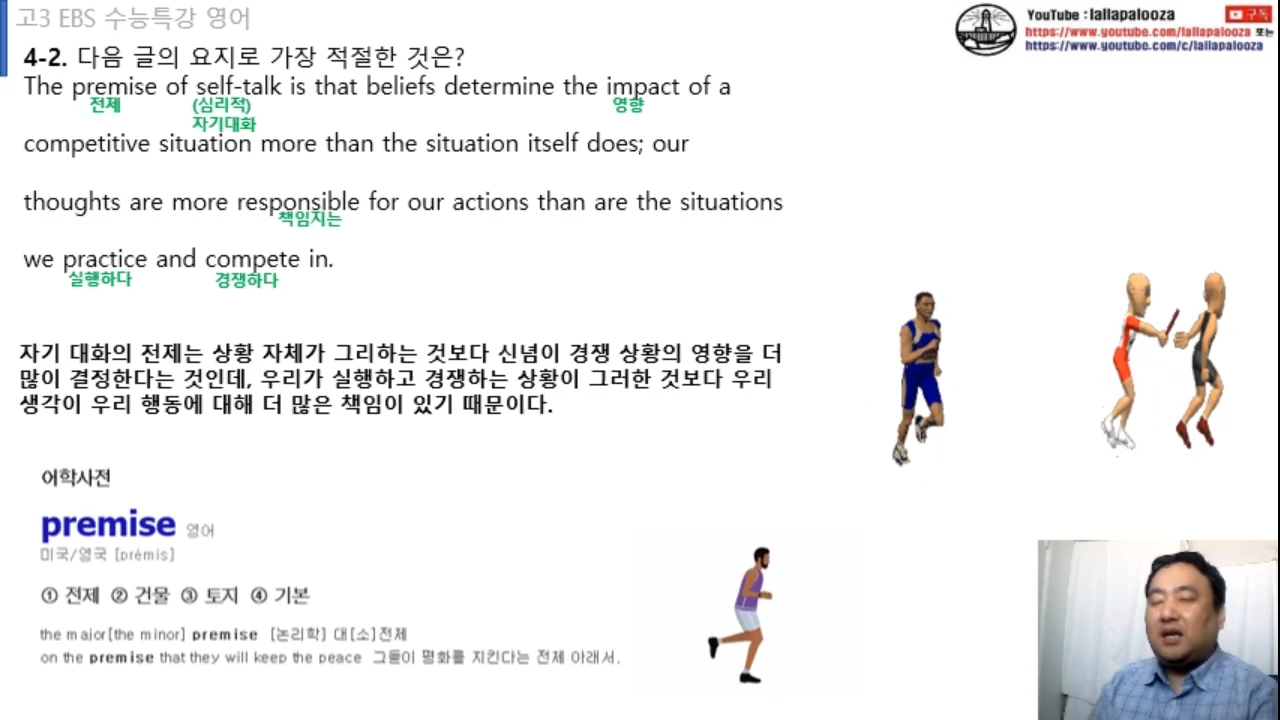 고3 EBS 수능특강 영어
YouTube : lallapalooza
구독
https://www.youtube.com/lallapalooza 또는
https://www.youtube.com/c/lallapalooza
4-2. 다음 글의 요지로 가장 적절한 것은?
The premise of self-talk is that beliefs determine the impact of a
전제 (심리적) 영향
자기대화
competitive situation more than the situation itself does; our
thoughts are more responsible for our actions than are the situations
책임지는
we practice and compete in.
실행하다 경쟁하다
자기 대화의 전제는 상황 자체가 그리하는 것보다 신념이 경쟁 상황의 영향을 더
많이 결정한다는 것인데, 우리가 실행하고 경쟁하는 상황이 그러한 것보다 우리
생각이 우리 행동에 대해 더 많은 책임이 있기 때문이다.
어학사전
premise 영어
미국/영국 [prémis]
① 전제 ② 건물 ③ 토지 ④ 기본
the major[the minor] premise [논리학] 대[소]전제
on the premise that they will keep the peace 그들이 평화를 지킨다는 전제 아래서.